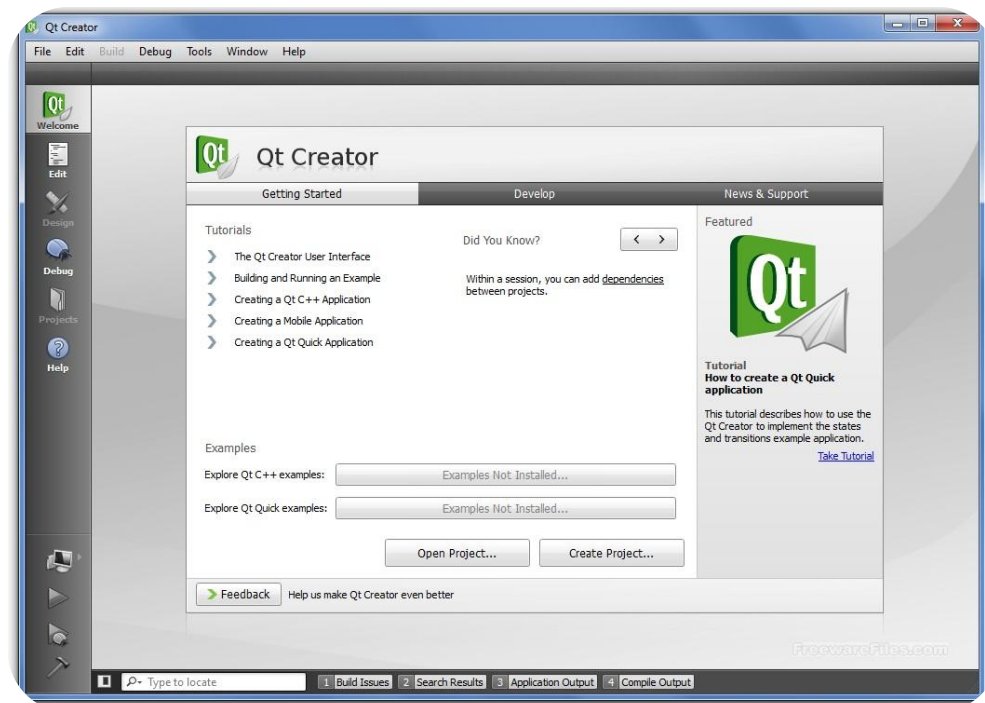 Qt Creator
File Edit Build Debug Tools Window Help
Qt
Welcome
Edit
Design
Debug
Projects
Help
Qt Qt Creator
Getting Started Develop News & Support
Tutorials
The Qt Creator User Interface
Building and Running an Example
Creating a Qt C++ Application
Creating a Mobile Application
Creating a Qt Quick Application
Did You Know?
Within a session, you can add dependencies
between projects.
Featured
Qt
Tutorial
How to create a Qt Quick
application
This tutorial describes how to use the
Qt Creator to implement the states
and transitions example application.
Take Tutorial
Examples
Explore Qt C++ examples: Examples Not Installed...
Explore Qt Quick examples: Examples Not Installed...
Open Project... Create Project...
Feedback Help us make Qt Creator even better
FreewareFiles.com
Type to locate 1 Build Issues 2 Search Results 3 Application Output 4 Compile Output